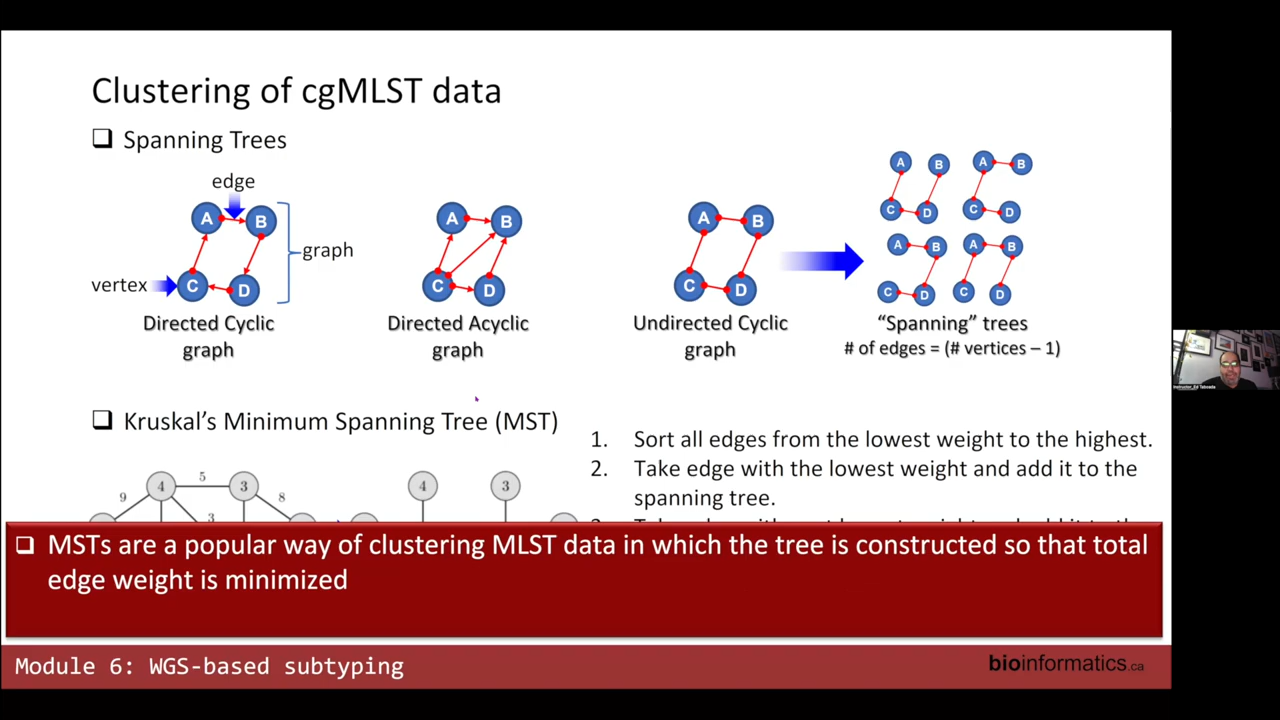 Clustering of cgMLST data
❑ Spanning Trees
edge
A B
C D
graph
vertex
Directed Cyclic
graph
A B
C D
Directed Acyclic
graph
A B
C D
Undirected Cyclic
graph
A B A B
C D C D
A B A B
C D C D
“Spanning” trees
# of edges = (# vertices – 1)
❑ Kruskal’s Minimum Spanning Tree (MST)
9 4 5 3 8
3
4 3
1. Sort all edges from the lowest weight to the highest.
2. Take edge with the lowest weight and add it to the
spanning tree.
❑ MSTs are a popular way of clustering MLST data in which the tree is constructed so that total
edge weight is minimized
Module 6: WGS-based subtyping
bioinformatics.ca
Instructor_Ed Taboada